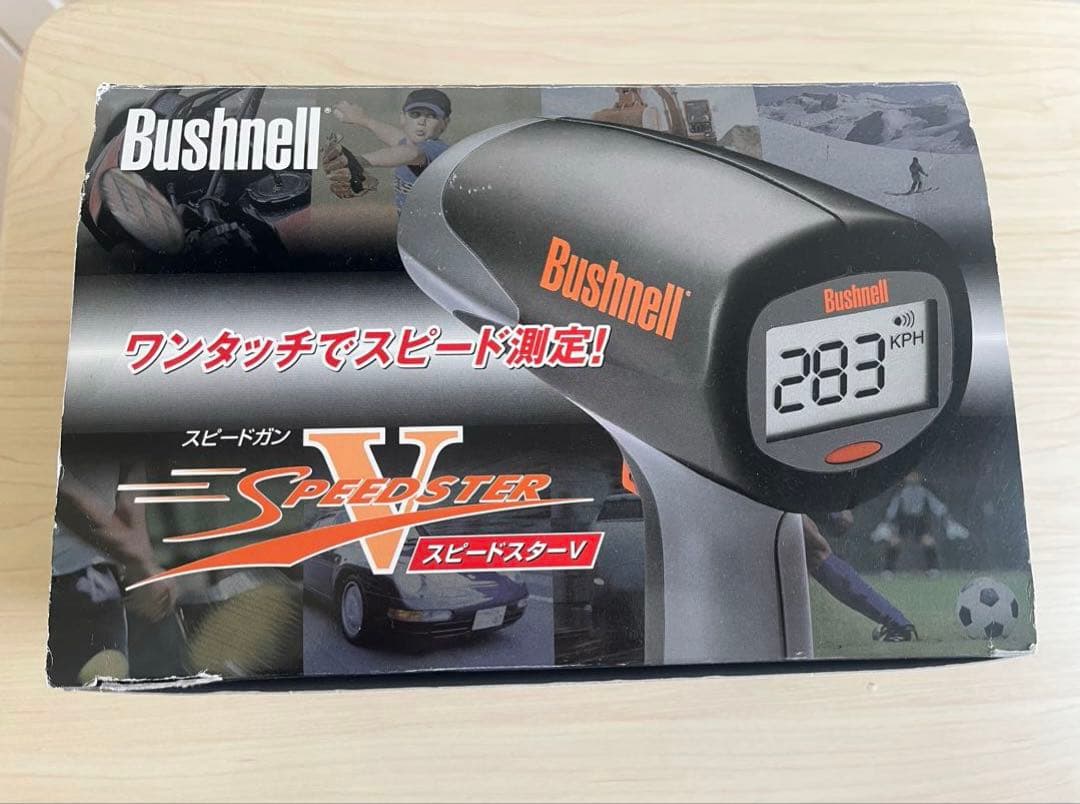 Bushnell
Bushnell
Bushnell
283
KPH
ワンタッチでスピード測定!
スピードガン
V
SPEEDSTER
スピードスターV